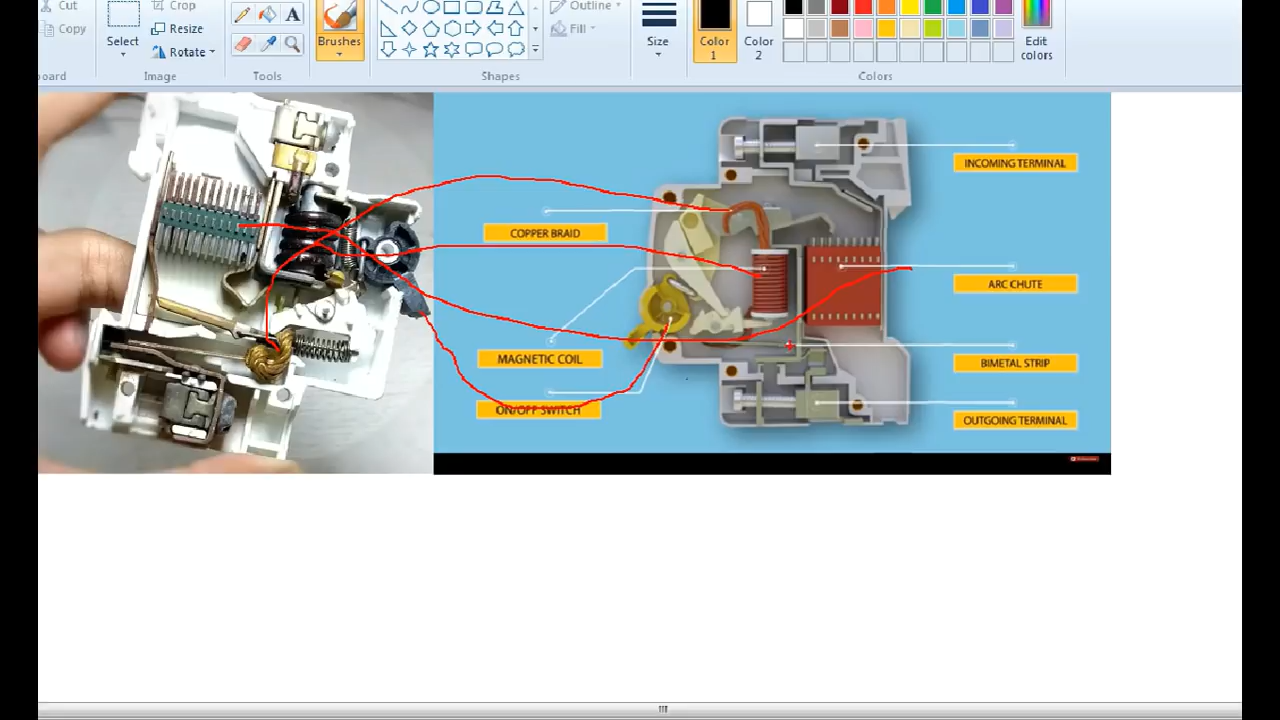 Cut
Copy
oard
Select
Resize
Rotate
Image
A
Tools
Brushes
Outline
Fill
Shapes
Size
Color
1
Color
2
Edit
colors
Colors
INCOMING TERMINAL
COPPER BRAID
ARC CHUTE
MAGNETIC COIL
BIMETAL STRIP
ON/OFF SWITCH
OUTGOING TERMINAL